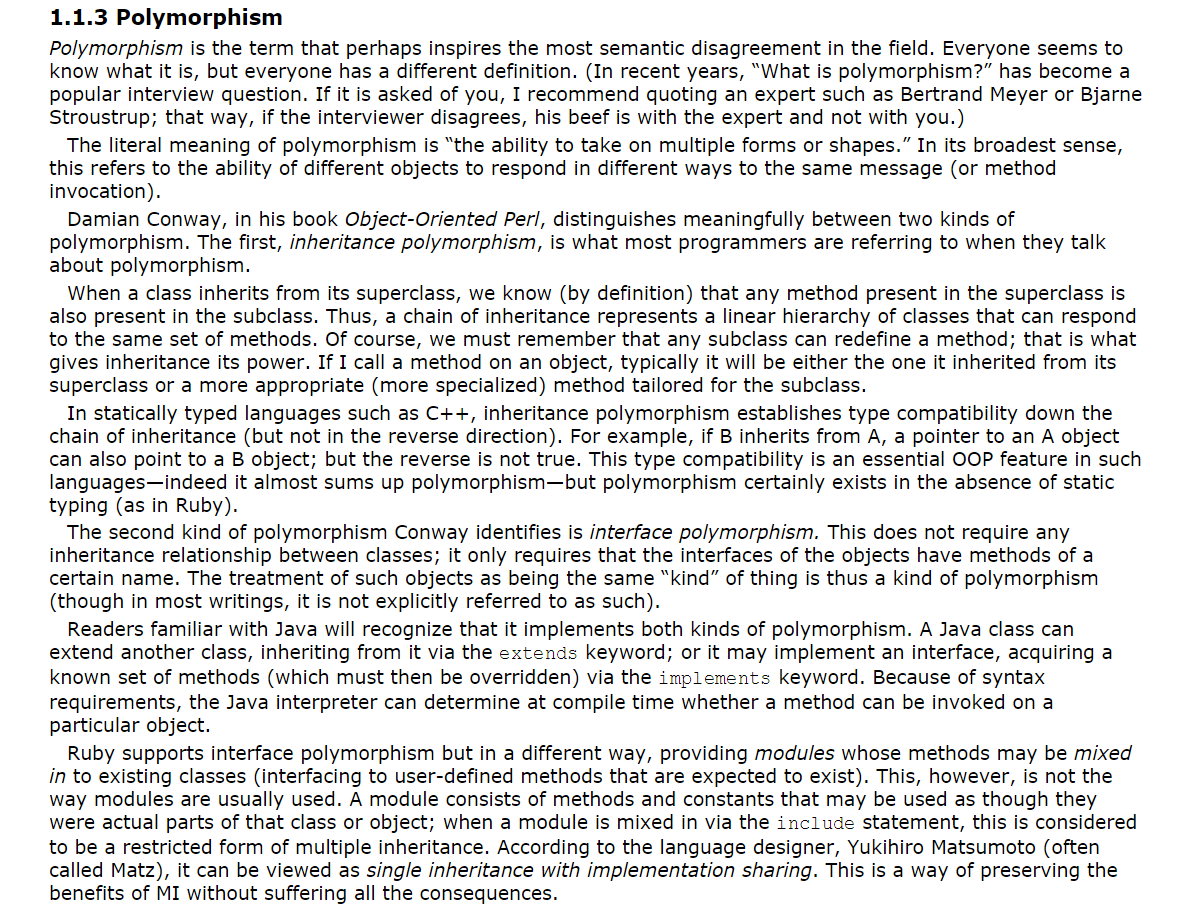 1.1.3 Polymorphism
Polymorphism is the term that perhaps inspires the most semantic disagreement in the field. Everyone seems to
know what it is, but everyone has a different definition. (In recent years, “What is polymorphism?” has become a
popular interview question. If it is asked of you, I recommend quoting an expert such as Bertrand Meyer or Bjarne
Stroustrup; that way, if the interviewer disagrees, his beef is with the expert and not with you.)
The literal meaning of polymorphism is “the ability to take on multiple forms or shapes.” In its broadest sense,
this refers to the ability of different objects to respond in different ways to the same message (or method
invocation).
Damian Conway, in his book Object-Oriented Perl, distinguishes meaningfully between two kinds of
polymorphism. The first, inheritance polymorphism, is what most programmers are referring to when they talk
about polymorphism.
When a class inherits from its superclass, we know (by definition) that any method present in the superclass is
also present in the subclass. Thus, a chain of inheritance represents a linear hierarchy of classes that can respond
to the same set of methods. Of course, we must remember that any subclass can redefine a method; that is what
gives inheritance its power. If I call a method on an object, typically it will be either the one it inherited from its
superclass or a more appropriate (more specialized) method tailored for the subclass.
In statically typed languages such as C++, inheritance polymorphism establishes type compatibility down the
chain of inheritance (but not in the reverse direction). For example, if B inherits from A, a pointer to an A object
can also point to a B object; but the reverse is not true. This type compatibility is an essential OOP feature in such
languages—indeed it almost sums up polymorphism—but polymorphism certainly exists in the absence of static
typing (as in Ruby).
The second kind of polymorphism Conway identifies is interface polymorphism. This does not require any
inheritance relationship between classes; it only requires that the interfaces of the objects have methods of a
certain name. The treatment of such objects as being the same “kind” of thing is thus a kind of polymorphism
(though in most writings, it is not explicitly referred to as such).
Readers familiar with Java will recognize that it implements both kinds of polymorphism. A Java class can
extend another class, inheriting from it via the extends keyword; or it may implement an interface, acquiring a
known set of methods (which must then be overridden) via the implements keyword. Because of syntax
requirements, the Java interpreter can determine at compile time whether a method can be invoked on a
particular object.
Ruby supports interface polymorphism but in a different way, providing modules whose methods may be mixed
in to existing classes (interfacing to user-defined methods that are expected to exist). This, however, is not the
way modules are usually used. A module consists of methods and constants that may be used as though they
were actual parts of that class or object; when a module is mixed in via the include statement, this is considered
to be a restricted form of multiple inheritance. According to the language designer, Yukihiro Matsumoto (often
called Matz), it can be viewed as single inheritance with implementation sharing. This is a way of preserving the
benefits of MI without suffering all the consequences.